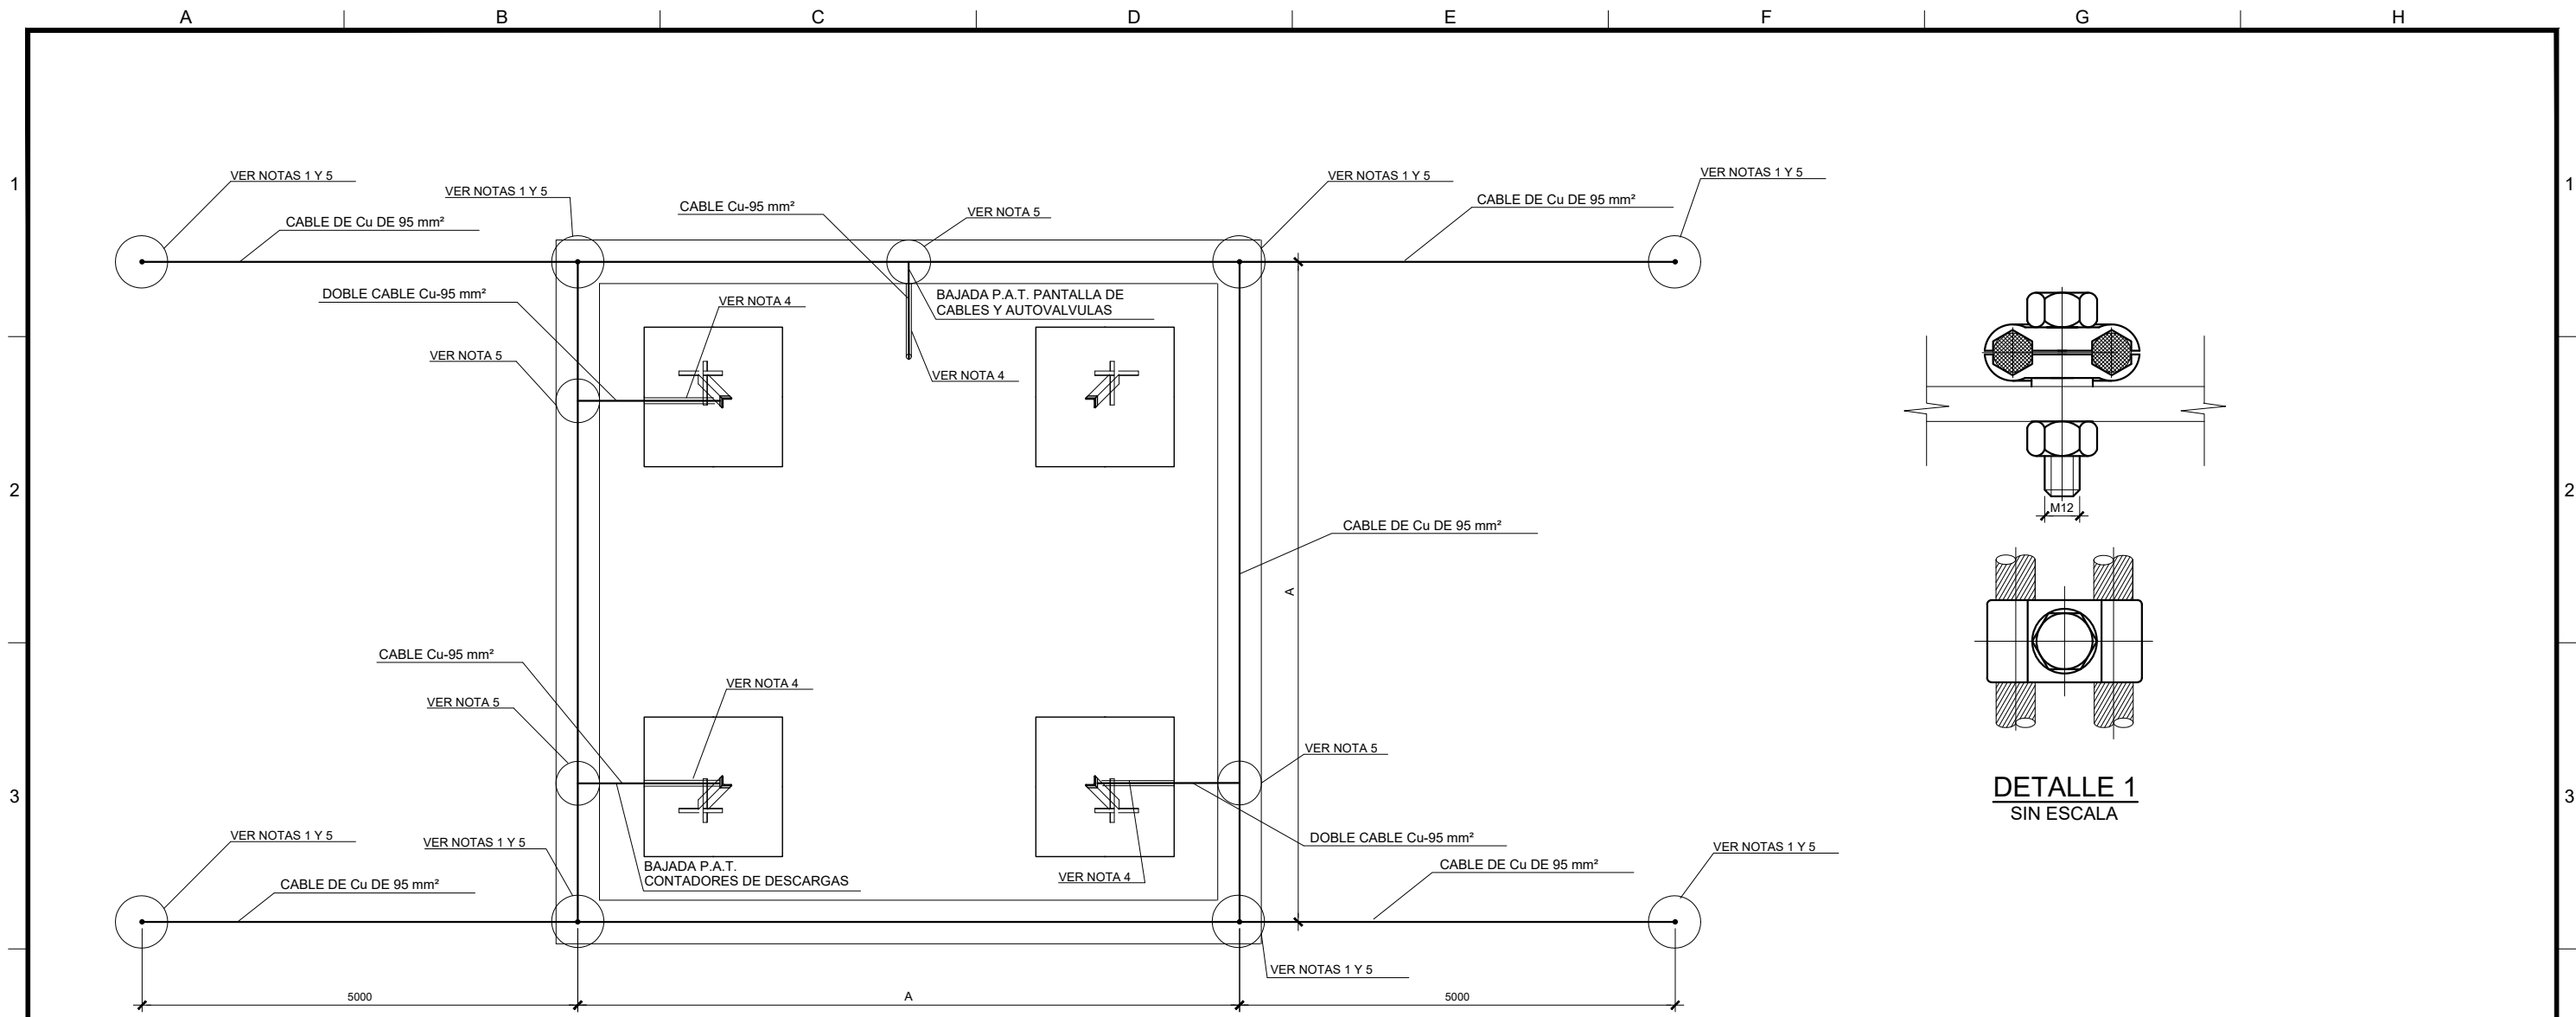 A B C D E F G H
1 1
VER NOTAS 1 Y 5
VER NOTAS 1 Y 5
VER NOTAS 1 Y 5
VER NOTAS 1 Y 5
CABLE DE Cu DE 95 mm²
CABLE Cu-95 mm²
VER NOTA 5
CABLE DE Cu DE 95 mm²
DOBLE CABLE Cu-95 mm²
VER NOTA 4
BAJADA P.A.T. PANTALLA DE
CABLES Y AUTOVALVULAS
VER NOTA 5
VER NOTA 4
2 2
M12
CABLE DE Cu DE 95 mm²
A
CABLE Cu-95 mm²
VER NOTA 4
VER NOTA 5
VER NOTA 5
3 3
DETALLE 1
SIN ESCALA
VER NOTAS 1 Y 5
VER NOTAS 1 Y 5
DOBLE CABLE Cu-95 mm²
VER NOTAS 1 Y 5
BAJADA P.A.T.
CONTADORES DE DESCARGAS
VER NOTA 4
CABLE DE Cu DE 95 mm²
CABLE DE Cu DE 95 mm²
VER NOTAS 1 Y 5
5000 A 5000